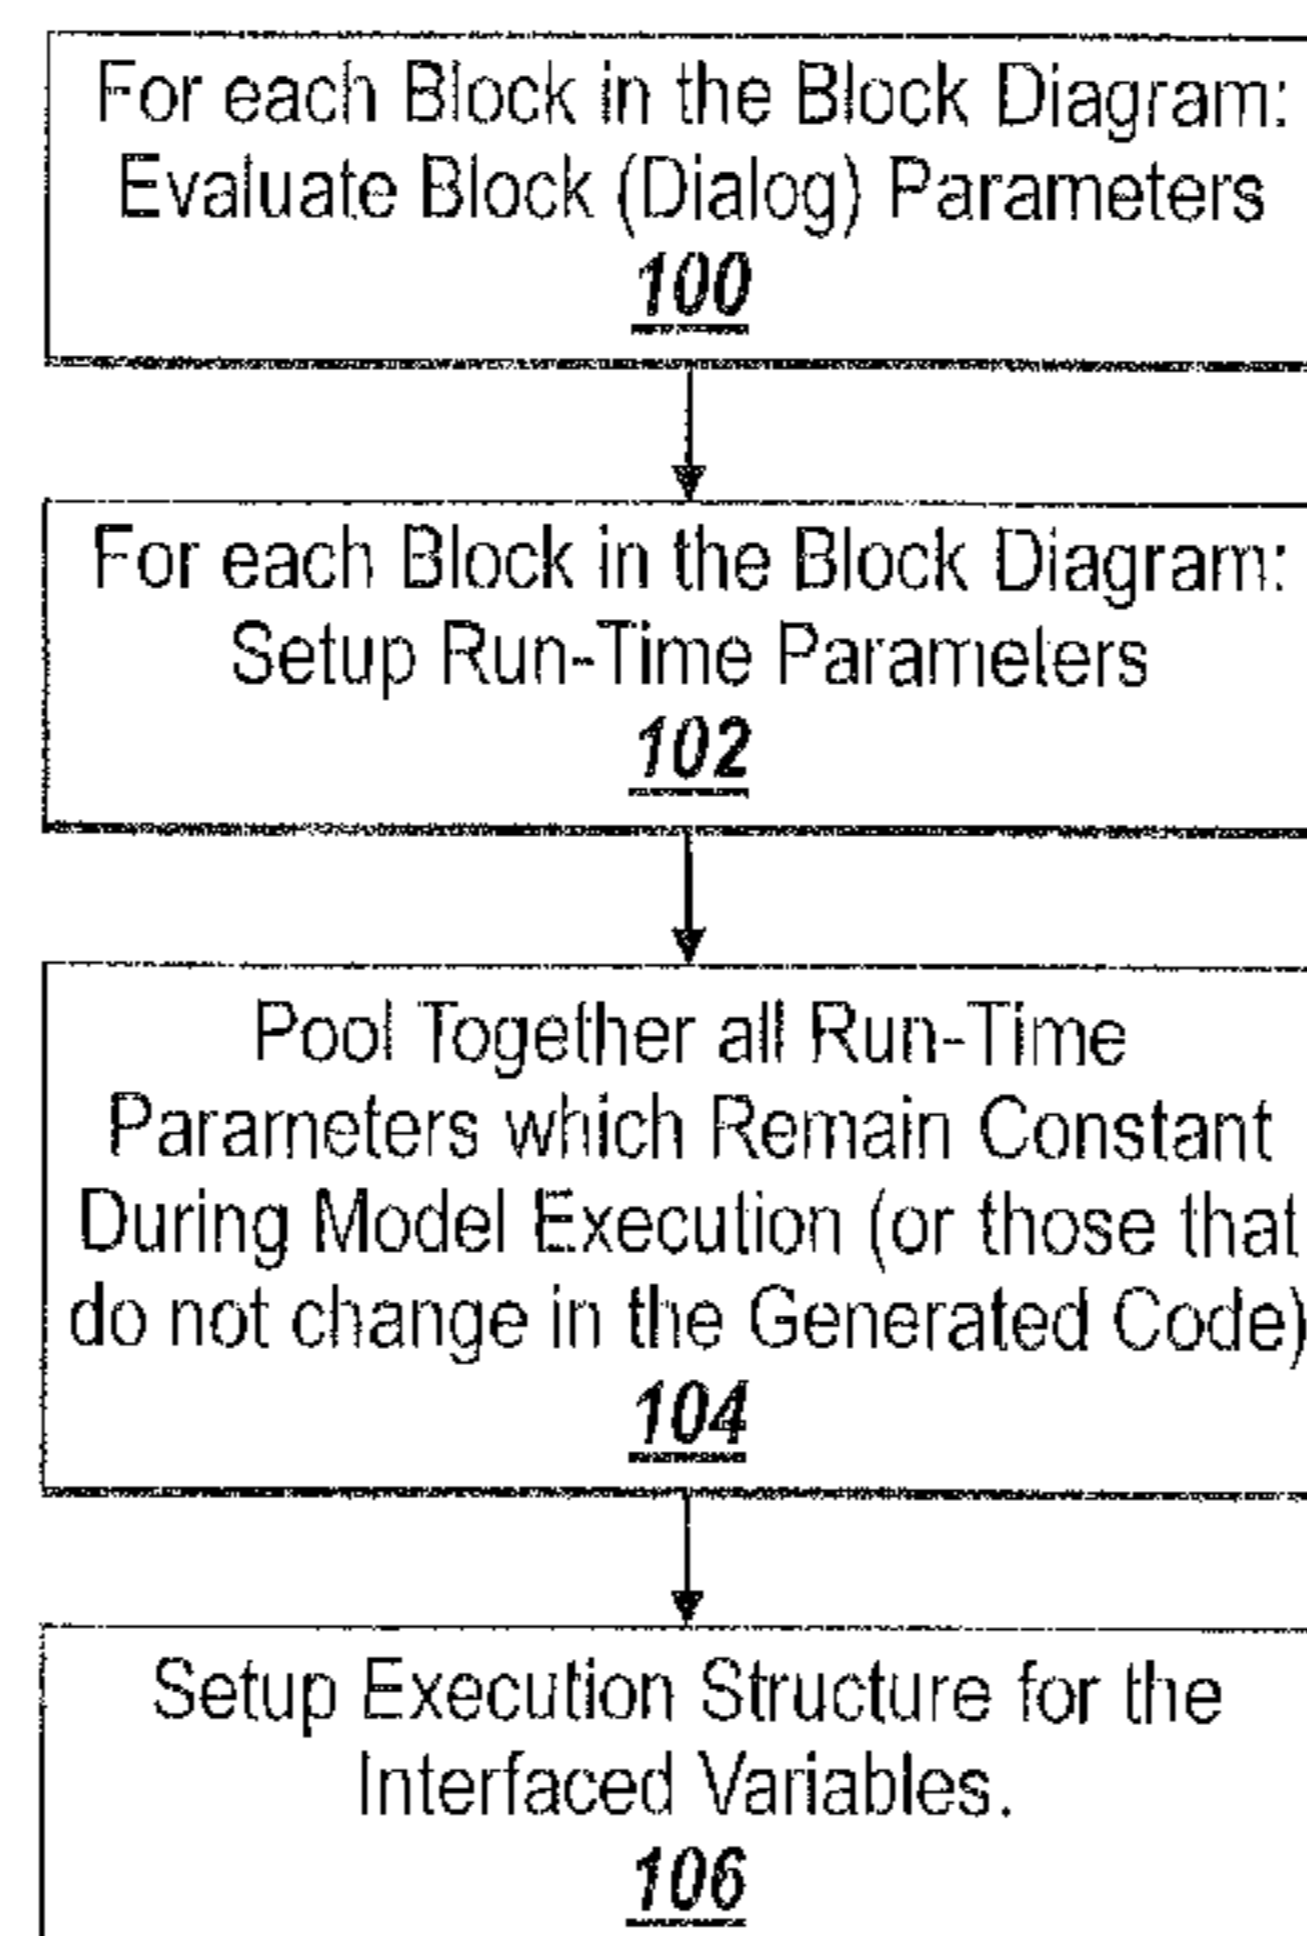 For each Block in the Block Diagram:
Evaluate Block (Dialog) Parameters
100
For each Block in the Block Diagram:
Setup Run-Time Parameters
102
Pool Together all Run-Time
Parameters which Remain Constant
During Model Execution (or those that
do not change in the Generated Code)
104
Setup Execution Structure for the
Interfaced Variables.
106